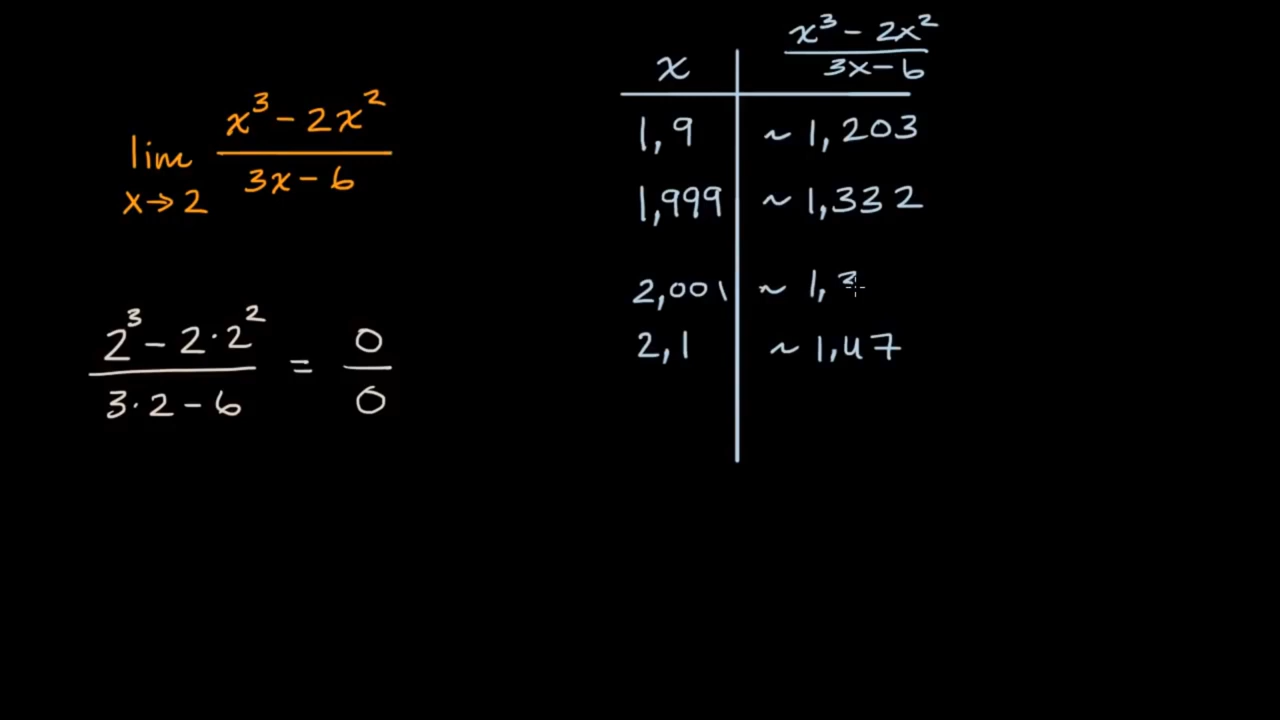 lim x→2 x³ - 2x² / 3x - 6
2³ - 2·2² / 3·2 - 6 = 0 / 0
x | x³ - 2x² / 3x - 6
1,9 | ~ 1,203
1,999 | ~ 1,332
2,001 | ~ 1,3
2,1 | ~ 1,47